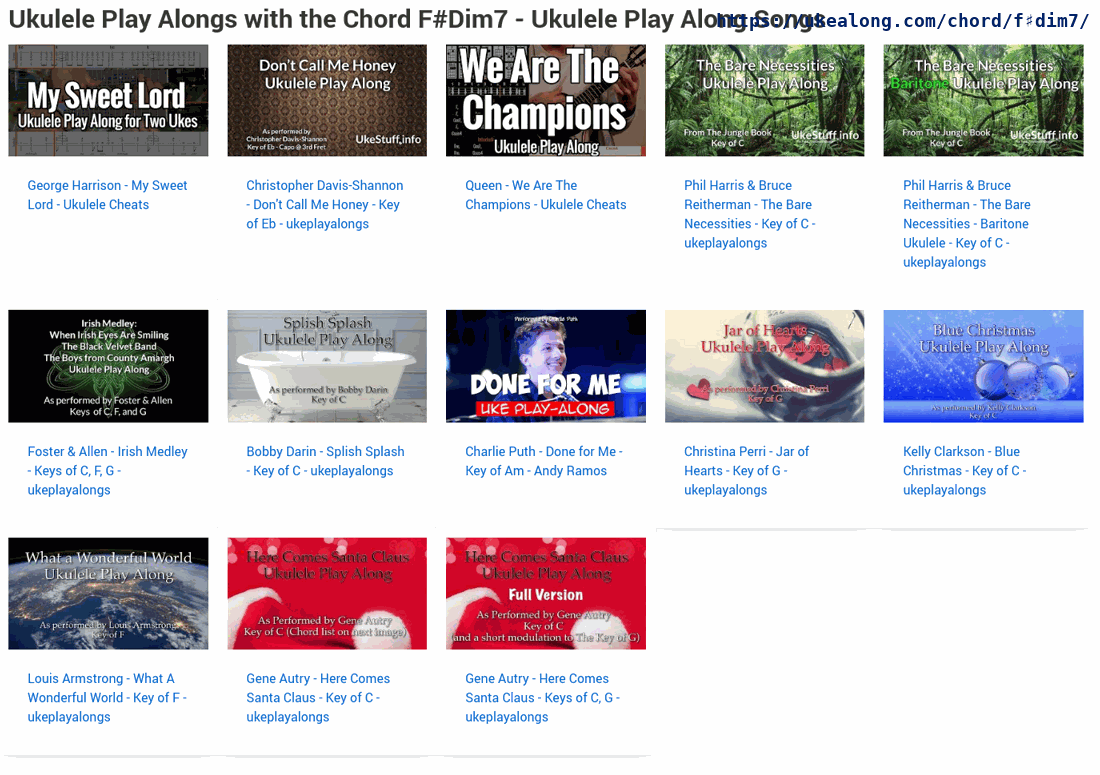 Ukulele Play Alongs with the Chord F#Dim7 - Ukulele Play Along Songs
https://ukealong.com/chord/f♯dim7/
My Sweet Lord
Ukulele Play Along for Two Ukes
Don't Call Me Honey
Ukulele Play Along
As performed by
Christopher Davis-Shannon
Key of Eb - Capo @ 3rd Fret
UkeStuff.info
We Are The
Champions
Ukulele Play Along
The Bare Necessities
Ukulele Play Along
From The Jungle Book
Key of C
UkeStuff.info
The Bare Necessities
Baritone Ukulele Play Along
From The Jungle Book
Key of C
UkeStuff.info
George Harrison - My Sweet
Lord - Ukulele Cheats
Christopher Davis-Shannon
- Don't Call Me Honey - Key
of Eb - ukeplayalongs
Queen - We Are The
Champions - Ukulele Cheats
Phil Harris & Bruce
Reitherman - The Bare
Necessities - Key of C -
ukeplayalongs
Phil Harris & Bruce
Reitherman - The Bare
Necessities - Baritone
Ukulele - Key of C -
ukeplayalongs
Irish Medley:
When Irish Eyes Are Smiling
The Black Velvet Band
The Boys from County Amargh
Ukulele Play Along
As performed by Foster & Allen
Keys of C, F, and G
Splish Splash
Ukulele Play Along
As performed by Bobby Darin
Key of C
DONE FOR ME
UKE PLAY-ALONG
Jar of Hearts
Ukulele Play Along
As performed by Christina Perri
Key of G
Blue Christmas
Ukulele Play Along
As performed by Kelly Clarkson
Key of C
Foster & Allen - Irish Medley
- Keys of C, F, G -
ukeplayalongs
Bobby Darin - Splish Splash
- Key of C - ukeplayalongs
Charlie Puth - Done for Me -
Key of Am - Andy Ramos
Christina Perri - Jar of
Hearts - Key of G -
ukeplayalongs
Kelly Clarkson - Blue
Christmas - Key of C -
ukeplayalongs
What a Wonderful World
Ukulele Play Along
As performed by Louis Armstrong
Key of F
Here Comes Santa Claus
Ukulele Play Along
As Performed by Gene Autry
Key of C (Chord list on next image)
Here Comes Santa Claus
Ukulele Play Along
Full Version
As Performed by Gene Autry
Key of C
(and a short modulation to The Key of G)
Louis Armstrong - What A
Wonderful World - Key of F -
ukeplayalongs
Gene Autry - Here Comes
Santa Claus - Key of C -
ukeplayalongs
Gene Autry - Here Comes
Santa Claus - Keys of C, G -
ukeplayalongs